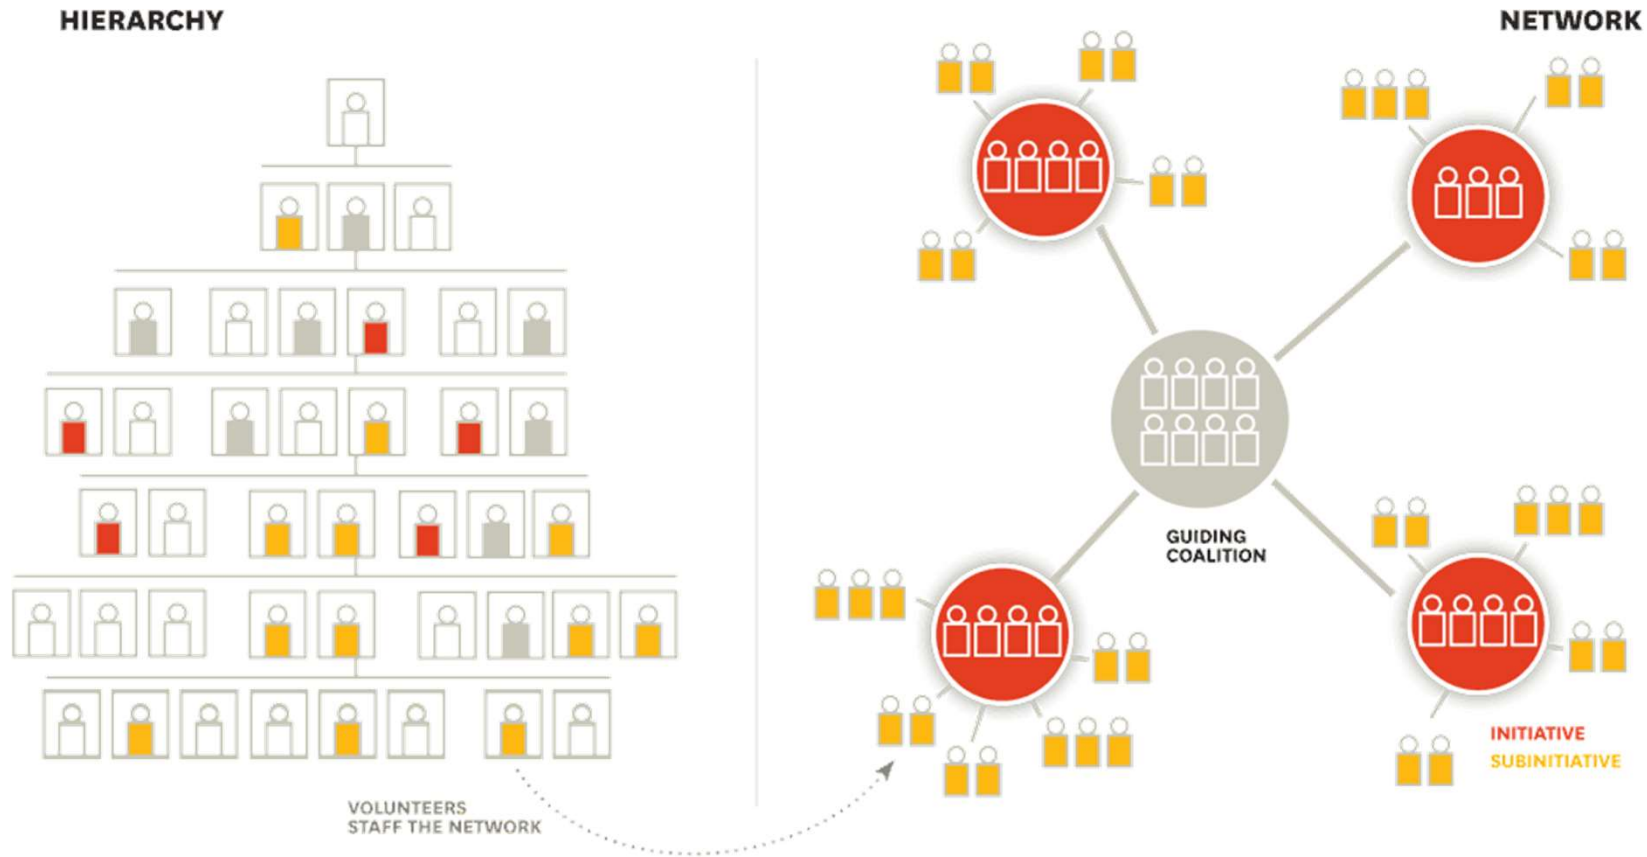 HIERARCHY
NETWORK
GUIDING
COALITION
INITIATIVE
SUBINITIATIVE
VOLUNTEERS
STAFF THE NETWORK